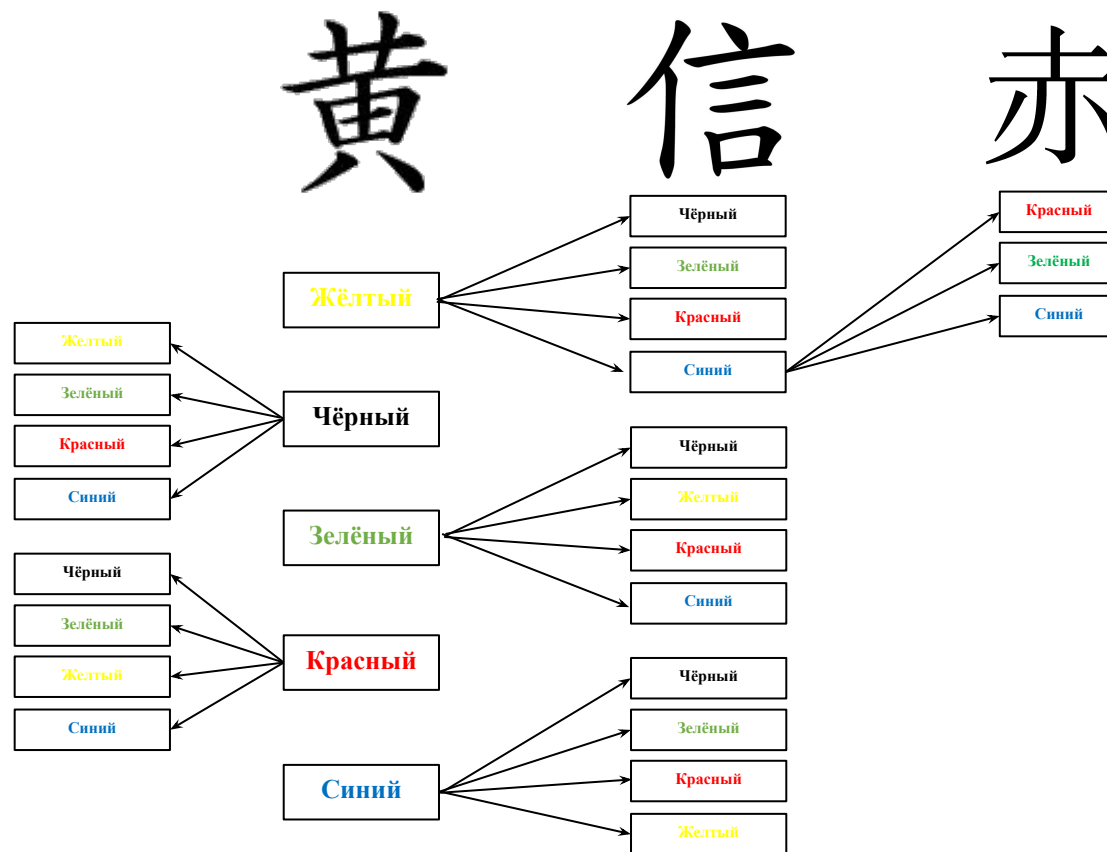 黄 信 赤
Чёрный
Зелёный
Красный
Синий
Красный
Зелёный
Синий
Жёлтый
Желтый
Зелёный
Красный
Синий
Чёрный
Чёрный
Желтый
Красный
Синий
Зелёный
Чёрный
Зелёный
Желтый
Синий
Красный
Чёрный
Зелёный
Красный
Желтый
Синий